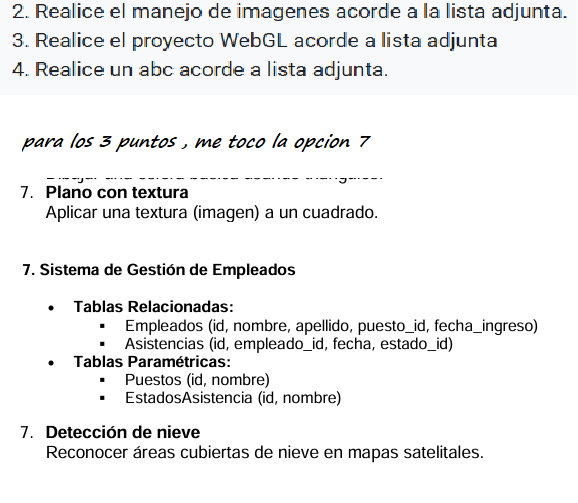 2. Realice el manejo de imagenes acorde a la lista adjunta.
3. Realice el proyecto WebGL acorde a lista adjunta
4. Realice un abc acorde a lista adjunta.
para los 3 puntos , me toco la opcion 7
7. Plano con textura
Aplicar una textura (imagen) a un cuadrado.
7. Sistema de Gestión de Empleados
• Tablas Relacionadas:
▪ Empleados (id, nombre, apellido, puesto_id, fecha_ingreso)
▪ Asistencias (id, empleado_id, fecha, estado_id)
• Tablas Paramétricas:
▪ Puestos (id, nombre)
▪ EstadosAsistencia (id, nombre)
7. Detección de nieve
Reconocer áreas cubiertas de nieve en mapas satelitales.